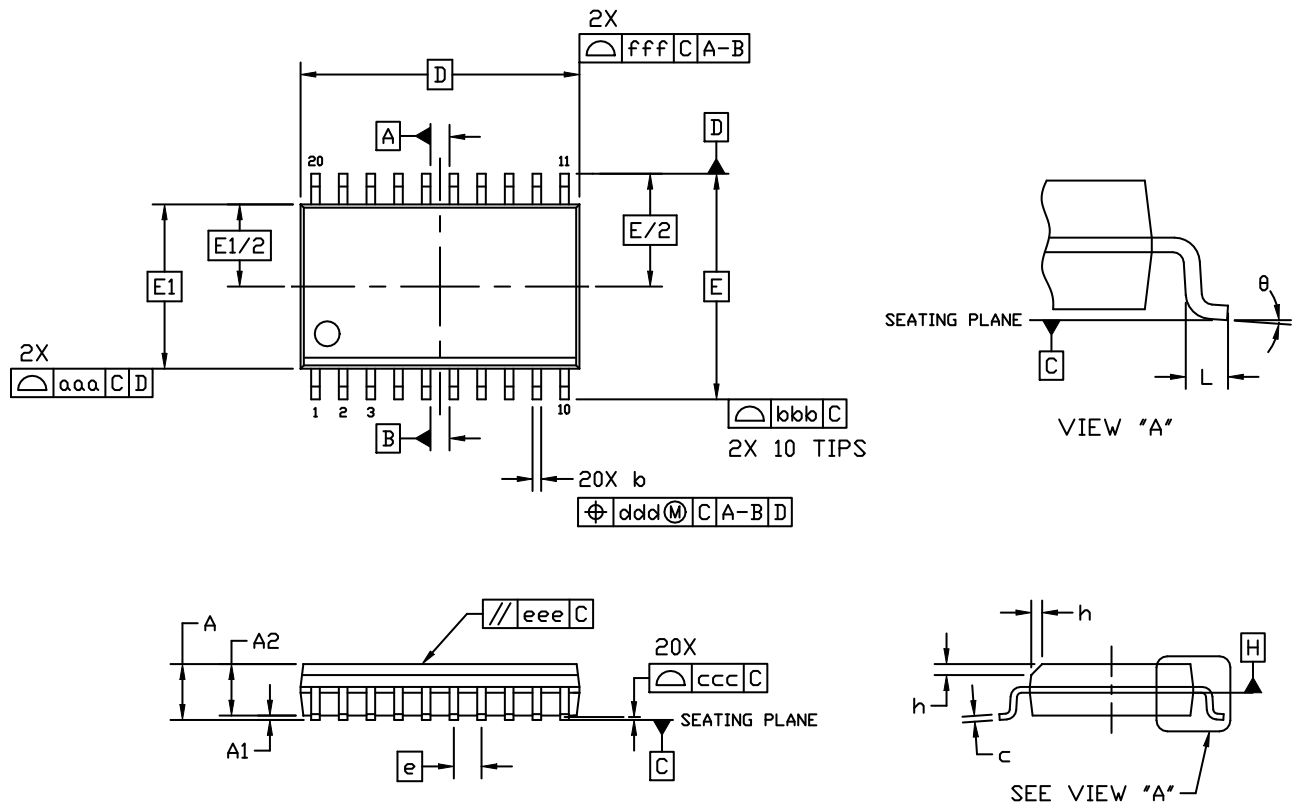 2X
fff C A-B
D
A
D
20
11
E1/2
E/2
E1
E
2X
aaa C D
1
2
3
10
B
bbb C
2X 10 TIPS
20X b
ddd Ⓜ C A-B D
θ
SEATING PLANE
C
L
VIEW "A"
A
A2
// eee C
20X
ccc C
SEATING PLANE
A1
e
C
h
H
h
c
SEE VIEW "A"